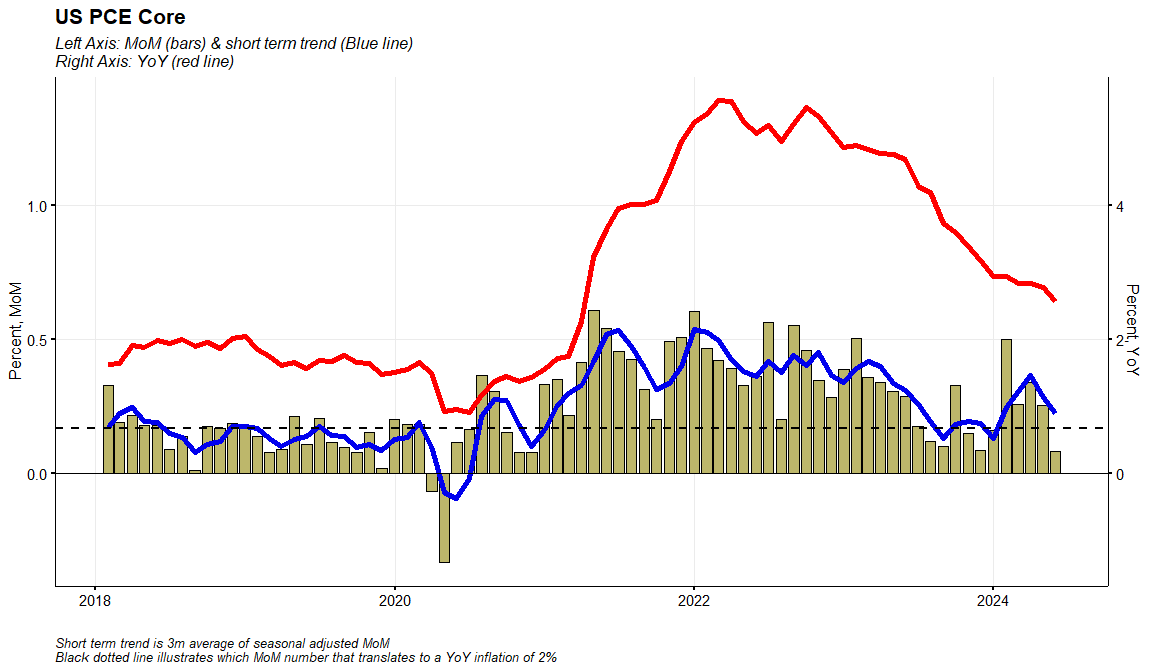 US PCE Core
Left Axis: MoM (bars) & short term trend (Blue line)
Right Axis: YoY (red line)
Percent, MoM
1.0
0.5
0.0
4
2
0
Percent, YoY
2018
2020
2022
2024
Short term trend is 3m average of seasonal adjusted MoM
Black dotted line illustrates which MoM number that translates to a YoY inflation of 2%